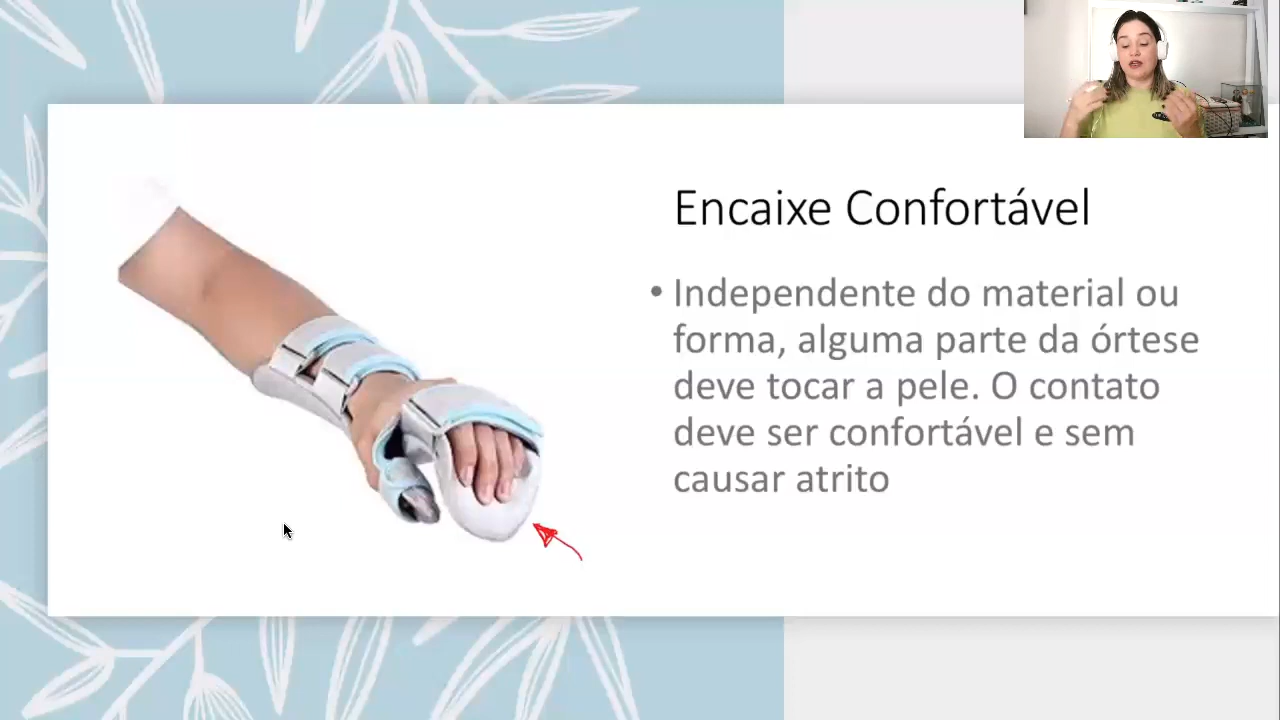 Encaixe Confortável
• Independente do material ou
forma, alguma parte da órtese
deve tocar a pele. O contato
deve ser confortável e sem
causar atrito